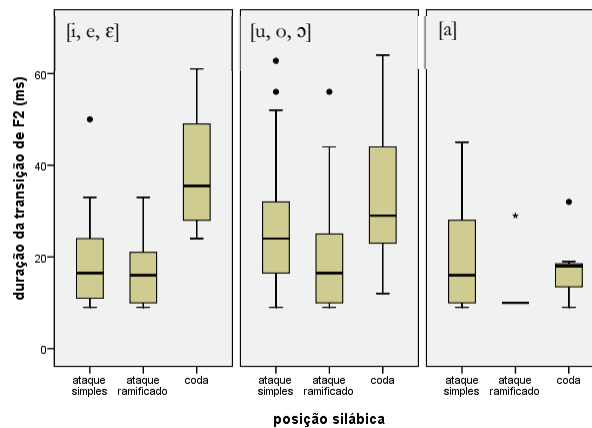 [i, e, ɛ]
[u, o, ɔ]
[a]
duração da transição de F2 (ms)
60
40
20
0
ataque
simples
ataque
ramificado
coda
ataque
simples
ataque
ramificado
coda
ataque
simples
ataque
ramificado
coda
posição silábica